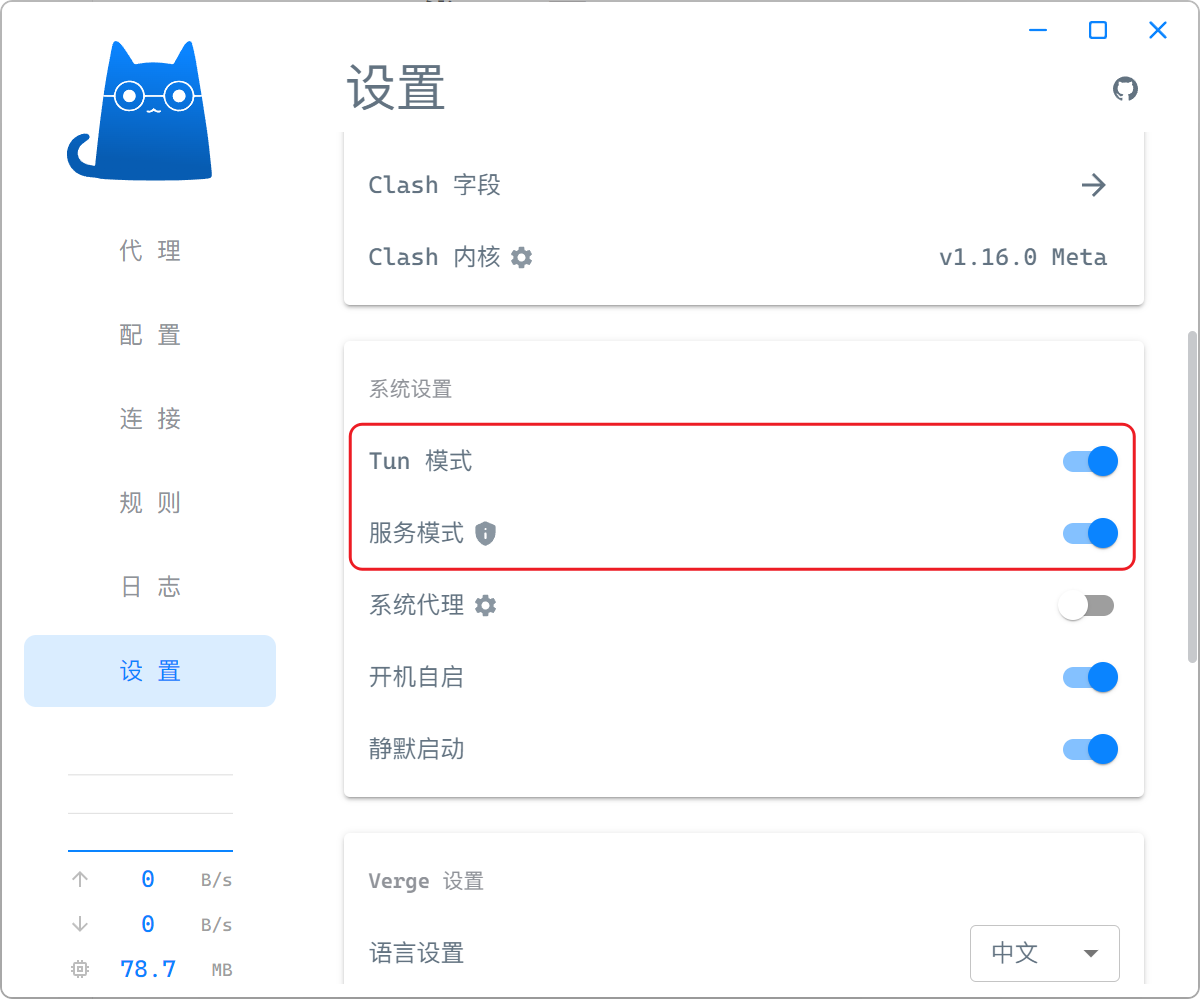 设置
代 理
配 置
连 接
规 则
日 志
设 置
0 B/s
0 B/s
78.7 MB
Clash 字段
Clash 内核 v1.16.0 Meta
系统设置
Tun 模式
服务模式
系统代理
开机自启
静默启动
Verge 设置
语言设置 中文